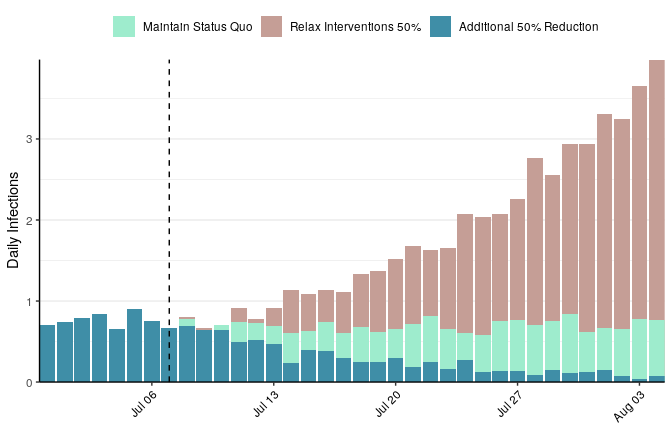 Maintain Status Quo Relax Interventions 50% Additional 50% Reduction
Daily Infections
3
2
1
0
Jul 06 Jul 13 Jul 20 Jul 27 Aug 03